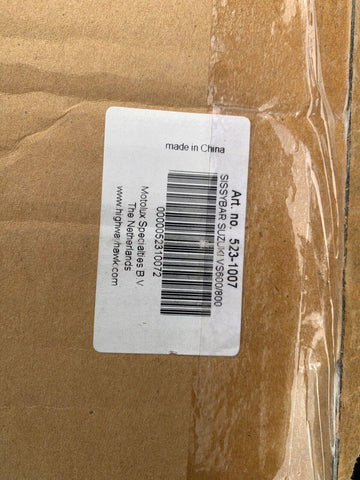 Art. no. 523-1007
SISSYBAR SUZUKI VS600/800
0000052310072
Motolux Specialties B.V.
The Netherlands
www.highwayhawk.com
made in China